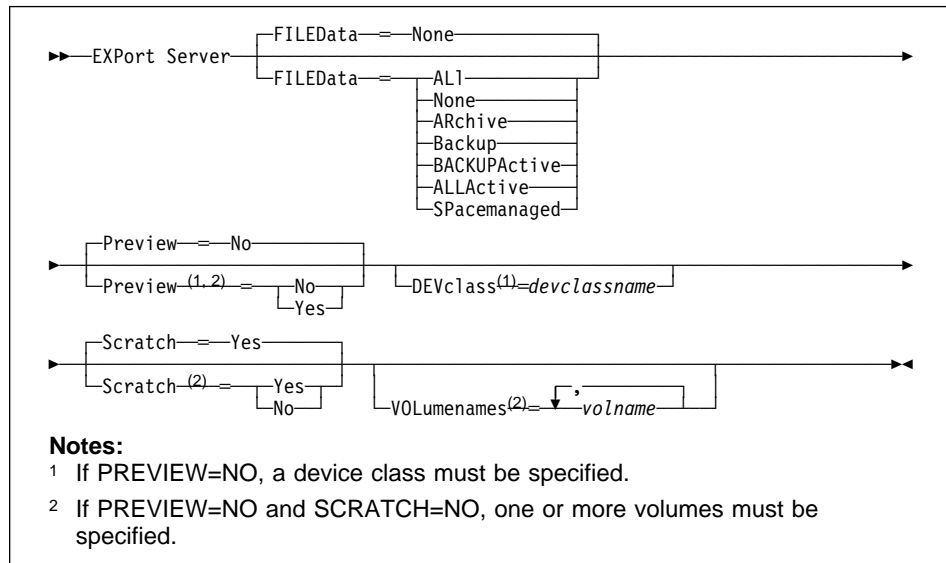 FILEData = None
EXPort Server
FILEData = ALl
None
ARchive
Backup
BACKUPActive
ALLActive
SPacemanaged
Preview = No
Preview (1, 2) = No
Yes
DEVclass(1)=devclassname
Scratch = Yes
Scratch (2) = Yes
No
,
VOLumenames(2)= volname
Notes:
1 If PREVIEW=NO, a device class must be specified.
2 If PREVIEW=NO and SCRATCH=NO, one or more volumes must be
specified.